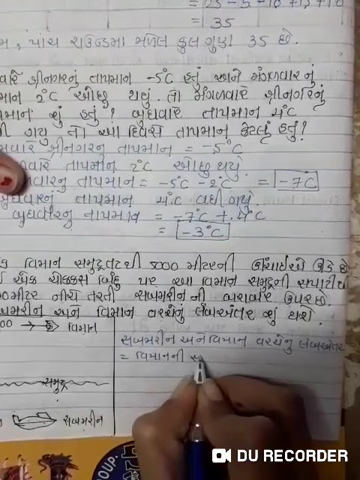 = 35
પાંચ રાઉન્ડમાં મળેલ કુલ ગુણ 35 છે.
શ્રીનગરનું તાપમાન -5°C હતું અને મંગળવારનું
2°C ઓછું થયું. તો મંગળવારે શ્રીનગરનું
શું હતું? બુધવારે તાપમાન 4°C
ગયું તો આ દિવસે તાપમાન કેટલું હતું?
શ્રીનગરનું તાપમાન = -5°C
તાપમાન 2°C ઓછું થયું.
તાપમાન = -5°C -2°C = -7°C
બુધવારનું તાપમાન 4°C વધી ગયું.
બુધવારનું તાપમાન = -7°C + 4°C
= -3°C
વિમાન સમુદ્રતટથી 5000 મીટરની ઊંચાઈએ ઉડે છે
એક ચોક્કસ બિંદુ પર આ વિમાન સમુદ્રની સપાટીથી
મીટર નીચે તરતી સબમરીનની બરાબર ઉપર છે.
સબમરીન અને વિમાન વચ્ચેનું લંબઅંતર શું થશે
વિમાન
સબમરીન અને વિમાન વચ્ચેનું લંબઅંતર
= વિમાનની
સમુદ્ર
સબમરીન
DU RECORDER